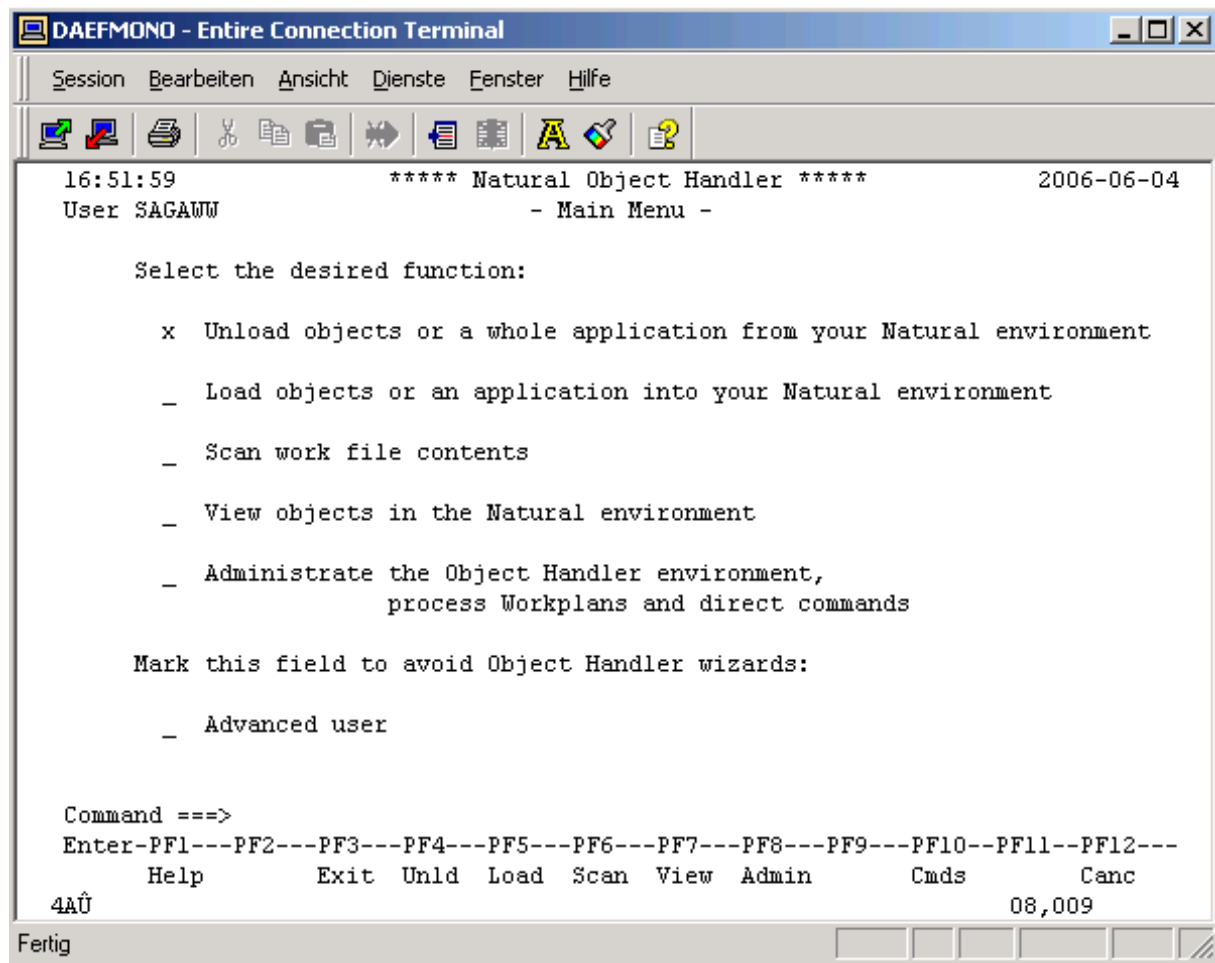 DAEFMONO - Entire Connection Terminal
Session Bearbeiten Ansicht Dienste Fenster Hilfe
16:51:59 ***** Natural Object Handler ***** 2006-06-04
User SAGAWW - Main Menu -
Select the desired function:
x Unload objects or a whole application from your Natural environment
_ Load objects or an application into your Natural environment
_ Scan work file contents
_ View objects in the Natural environment
_ Administrate the Object Handler environment,
process Workplans and direct commands
Mark this field to avoid Object Handler wizards:
_ Advanced user
Command ===>
Enter-PF1---PF2---PF3---PF4---PF5---PF6---PF7---PF8---PF9---PF10--PF11--PF12---
Help Exit Unld Load Scan View Admin Cmds Canc
4AÛ 08,009
Fertig